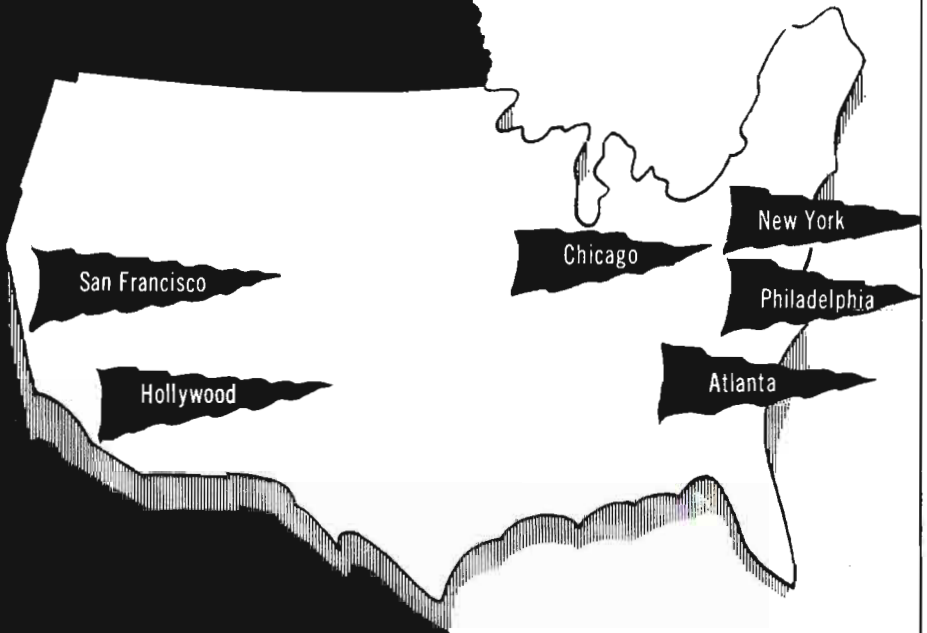 New York
Chicago
San Francisco
Philadelphia
Hollywood
Atlanta